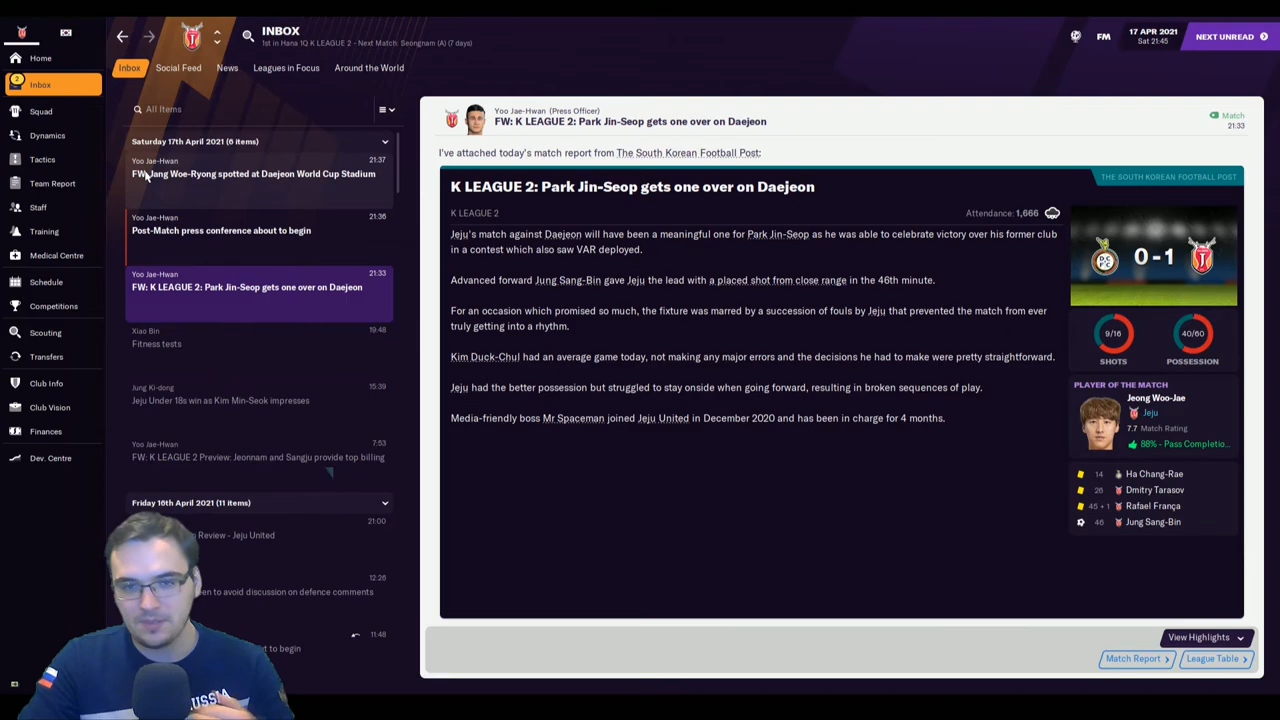 INBOX
1st in Hana 1Q K LEAGUE 2 - Next Match: Seongnam (A) (7 days)
FM
17 APR 2021
Sat 21:45
NEXT UNREAD
Home
2
Inbox
Squad
Dynamics
Tactics
Team Report
Staff
Training
Medical Centre
Schedule
Competitions
Scouting
Transfers
Club Info
Club Vision
Finances
Dev. Centre
Inbox
Social Feed
News
Leagues in Focus
Around the World
All Items
Saturday 17th April 2021 (6 items)
Yoo Jae-Hwan
21:37
FW: Jang Woe-Ryong spotted at Daejeon World Cup Stadium
Yoo Jae-Hwan
21:36
Post-Match press conference about to begin
Yoo Jae-Hwan
21:33
FW: K LEAGUE 2: Park Jin-Seop gets one over on Daejeon
Xiao Bin
19:48
Fitness tests
Jung Ki-dong
15:39
Jeju Under 18s win as Kim Min-Seok impresses
Yoo Jae-Hwan
7:53
FW: K LEAGUE 2 Preview: Jeonnam and Sangju provide top billing
Friday 16th April 2021 (11 items)
21:00
Review - Jeju United
12:26
to avoid discussion on defence comments
11:48
to begin
Yoo Jae-Hwan (Press Officer)
FW: K LEAGUE 2: Park Jin-Seop gets one over on Daejeon
Match
21:33
I've attached today's match report from The South Korean Football Post:
THE SOUTH KOREAN FOOTBALL POST
K LEAGUE 2: Park Jin-Seop gets one over on Daejeon
K LEAGUE 2
Attendance: 1,666
Jeju's match against Daejeon will have been a meaningful one for Park Jin-Seop as he was able to celebrate victory over his former club
in a contest which also saw VAR deployed.
Advanced forward Jung Sang-Bin gave Jeju the lead with a placed shot from close range in the 46th minute.
For an occasion which promised so much, the fixture was marred by a succession of fouls by Jeju that prevented the match from ever
truly getting into a rhythm.
Kim Duck-Chul had an average game today, not making any major errors and the decisions he had to make were pretty straightforward.
Jeju had the better possession but struggled to stay onside when going forward, resulting in broken sequences of play.
Media-friendly boss Mr Spaceman joined Jeju United in December 2020 and has been in charge for 4 months.
0 - 1
9/16
SHOTS
40/60
POSSESSION
PLAYER OF THE MATCH
Jeong Woo-Jae
Jeju
7.7 Match Rating
88% - Pass Completio...
14 Ha Chang-Rae
26 Dmitry Tarasov
45 + 1 Rafael França
46 Jung Sang-Bin
View Highlights
Match Report
League Table
RUSSIA